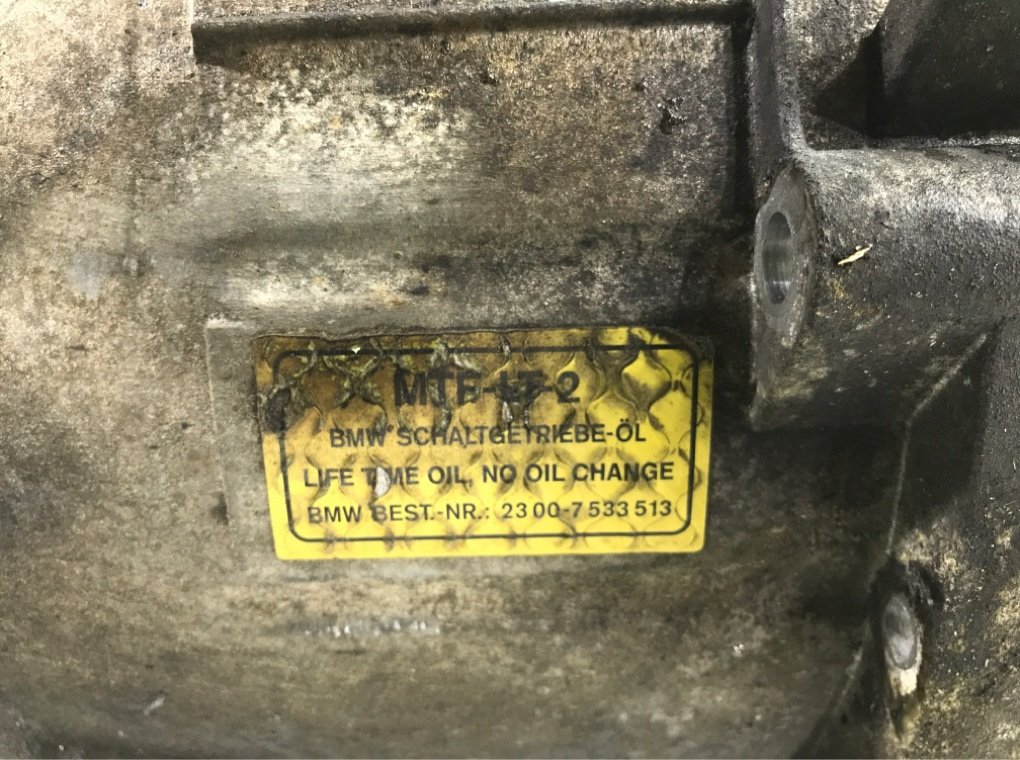 MTF-LT-2
BMW SCHALTGETRIEBE-ÖL
LIFE TIME OIL, NO OIL CHANGE
BMW BEST.-NR.: 23 00-7 533 513